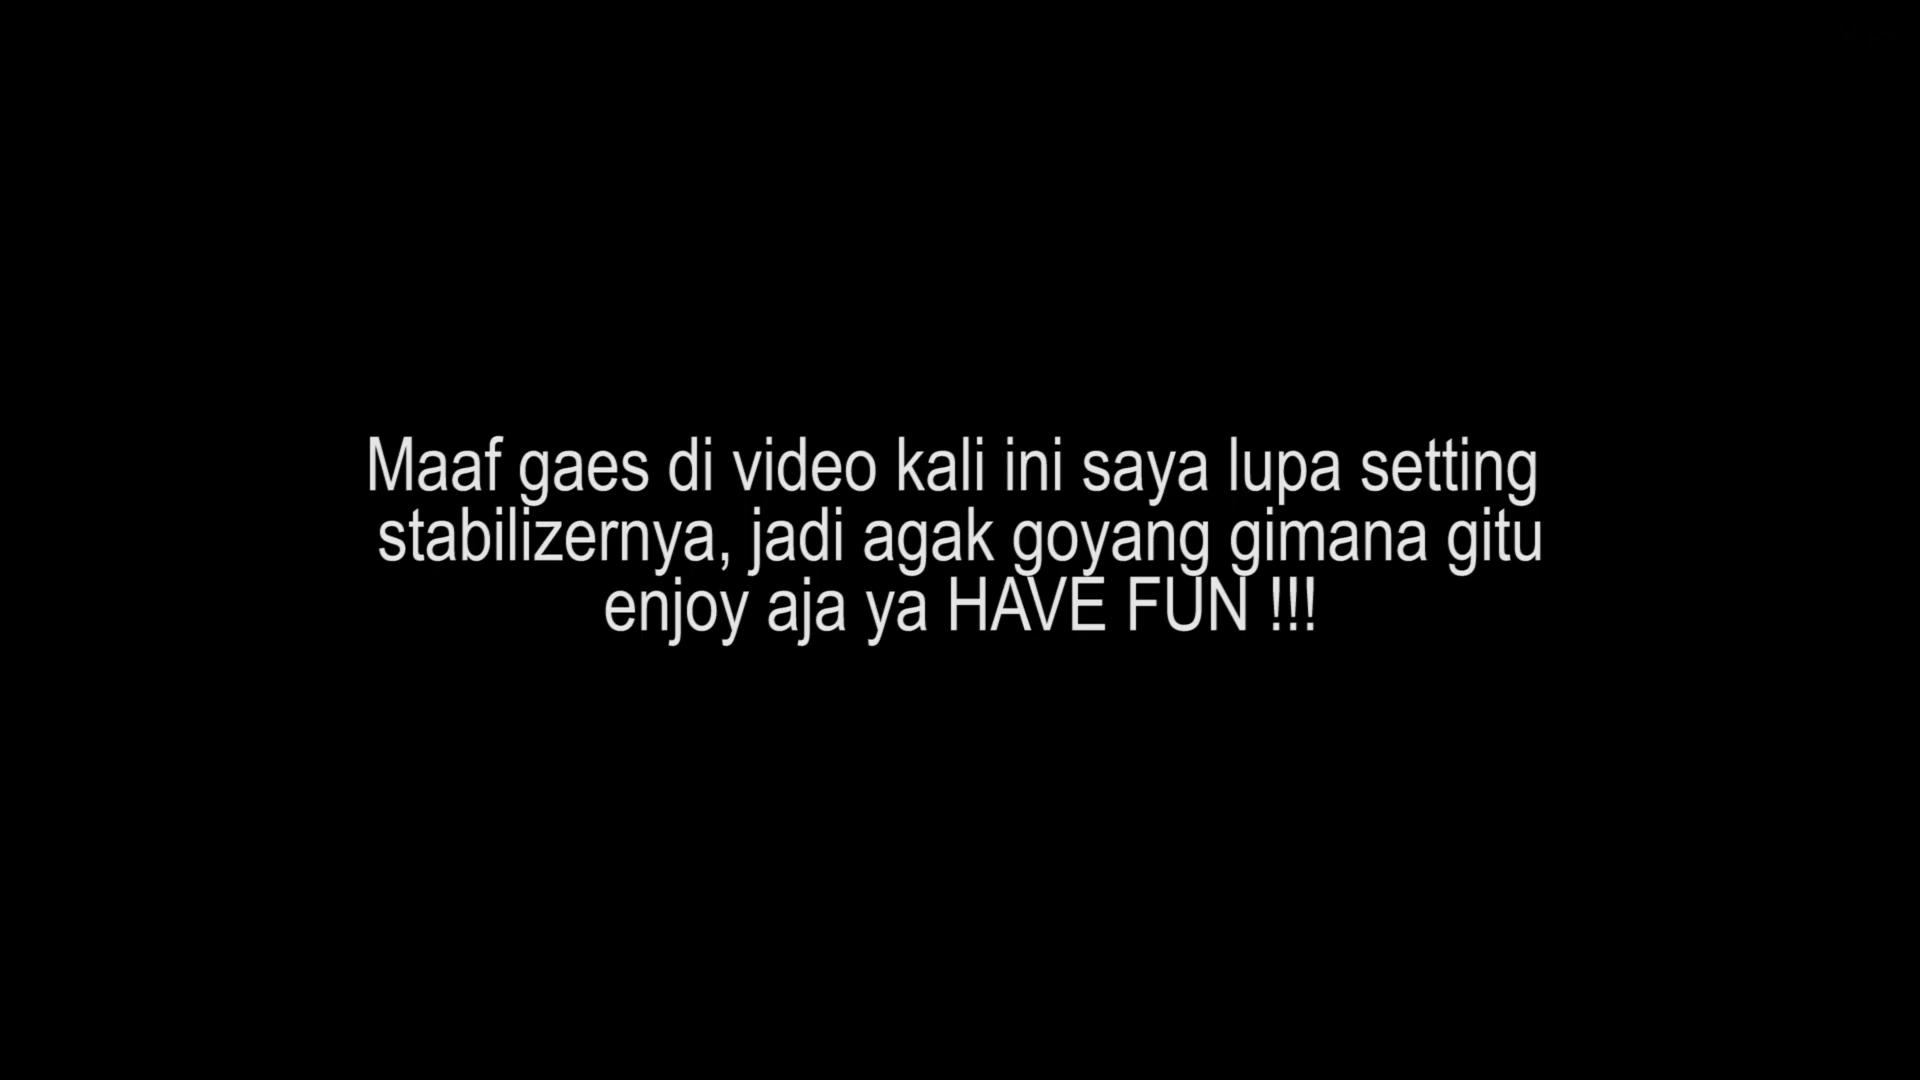 Maaf gaes di video kali ini saya lupa setting
stabilizernya, jadi agak goyang gimana gitu
enjoy aja ya HAVE FUN !!!